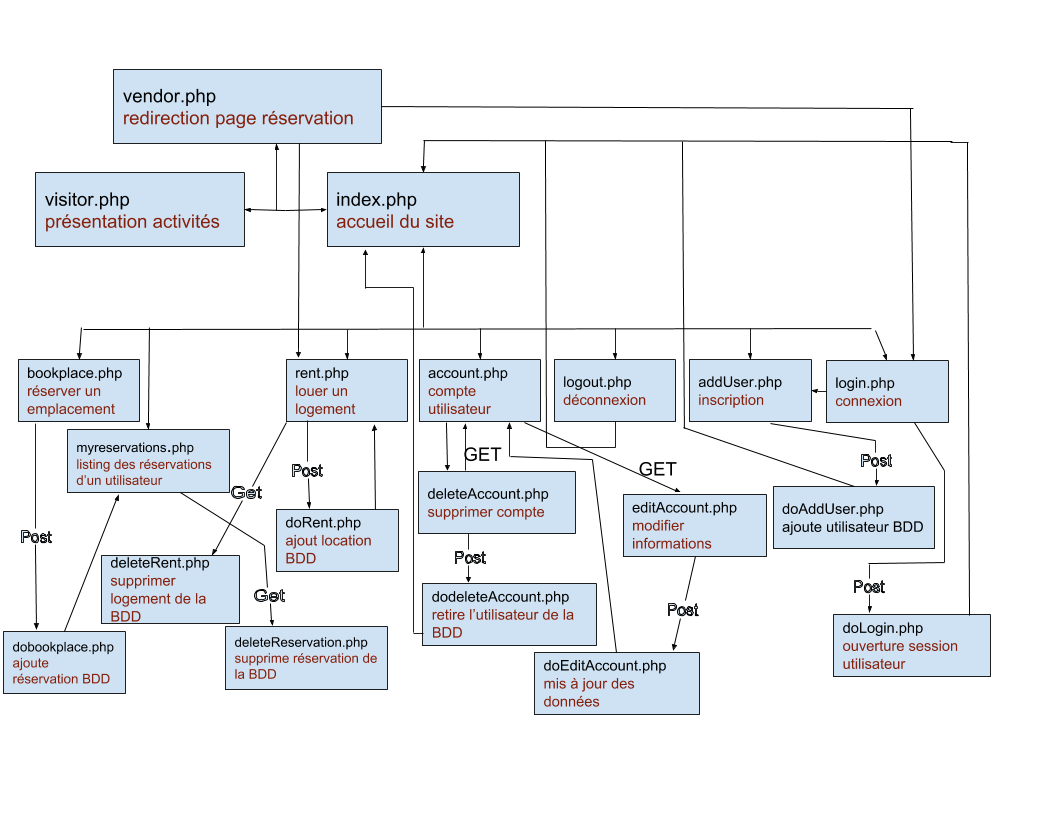 vendor.php
redirection page réservation
visitor.php
présentation activités
index.php
accueil du site
bookplace.php
réserver un
emplacement
rent.php
louer un
logement
account.php
compte
utilisateur
logout.php
déconnexion
addUser.php
inscription
login.php
connexion
myreservations.php
listing des réservations
d'un utilisateur
Get
Post
GET
GET
Post
deleteAccount.php
supprimer compte
editAccount.php
modifier
informations
doAddUser.php
ajoute utilisateur BDD
doRent.php
ajout location
BDD
Post
deleteRent.php
supprimer
logement de la
BDD
Get
Post
Post
Post
dodeleteAccount.php
retire l'utilisateur de la
BDD
dobookplace.php
ajoute
réservation BDD
deleteReservation.php
supprime réservation de
la BDD
doEditAccount.php
mis à jour des
données
doLogin.php
ouverture session
utilisateur